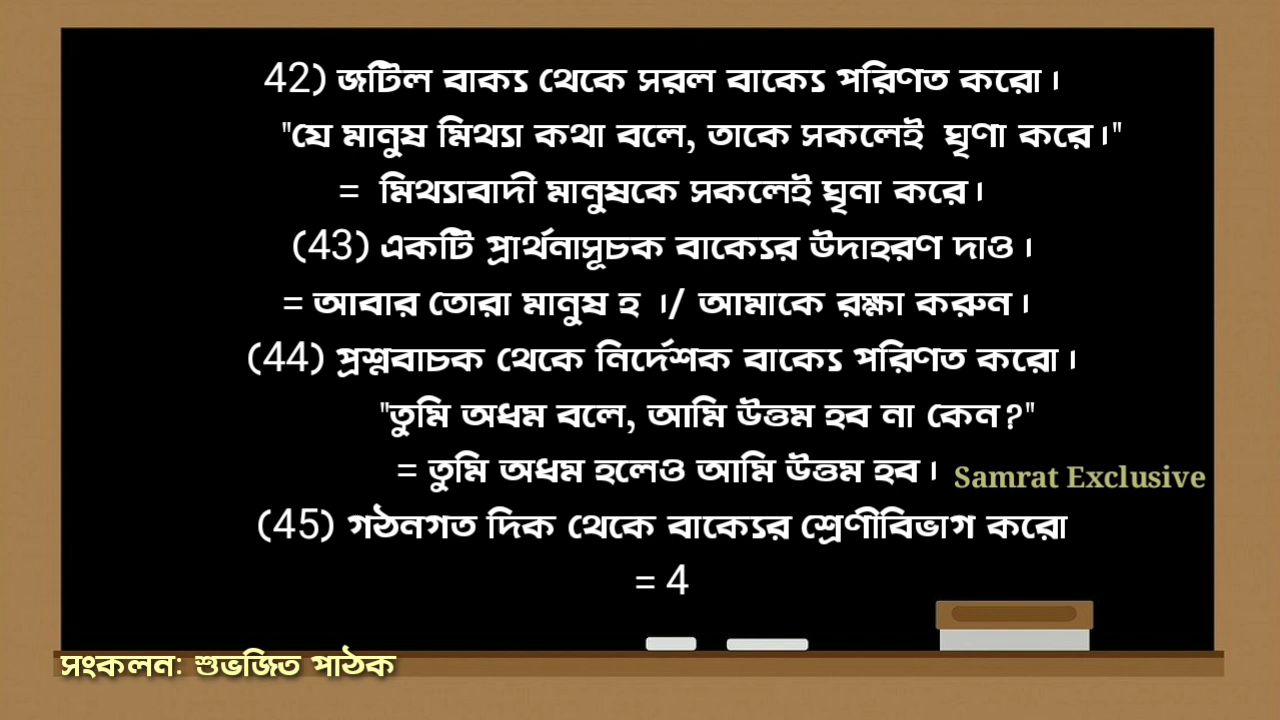 42) জটিল বাক্য থেকে সরল বাক্যে পরিণত করো।
"যে মানুষ মিথ্যা কথা বলে, তাকে সকলেই ঘৃণা করে।"
= মিথ্যাবাদী মানুষকে সকলেই ঘৃনা করে।
(43) একটি প্রার্থনাসূচক বাক্যের উদাহরণ দাও।
= আবার তোরা মানুষ হ ।/ আমাকে রক্ষা করুন।
(44) প্রশ্নবাচক থেকে নির্দেশক বাক্যে পরিণত করো।
"তুমি অধম বলে, আমি উত্তম হব না কেন?"
= তুমি অধম হলেও আমি উত্তম হব।
Samrat Exclusive
(45) গঠনগত দিক থেকে বাক্যের শ্রেণীবিভাগ করো
= 4
সংকলন: শুভজিত পাঠক